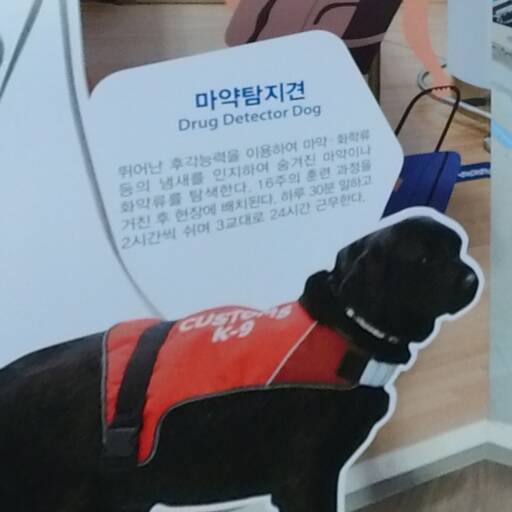 마약탐지견
Drug Detector Dog
뛰어난 후각능력을 이용하여 마약·화학류
등의 냄새를 인지하여 숨겨진 마약이나
화약류를 탐색한다. 16주의 훈련 과정을
거친 후 현장에 배치된다. 하루 30분 일하고
2시간씩 쉬며 3교대로 24시간 근무한다.
CUSTOMS
K-9